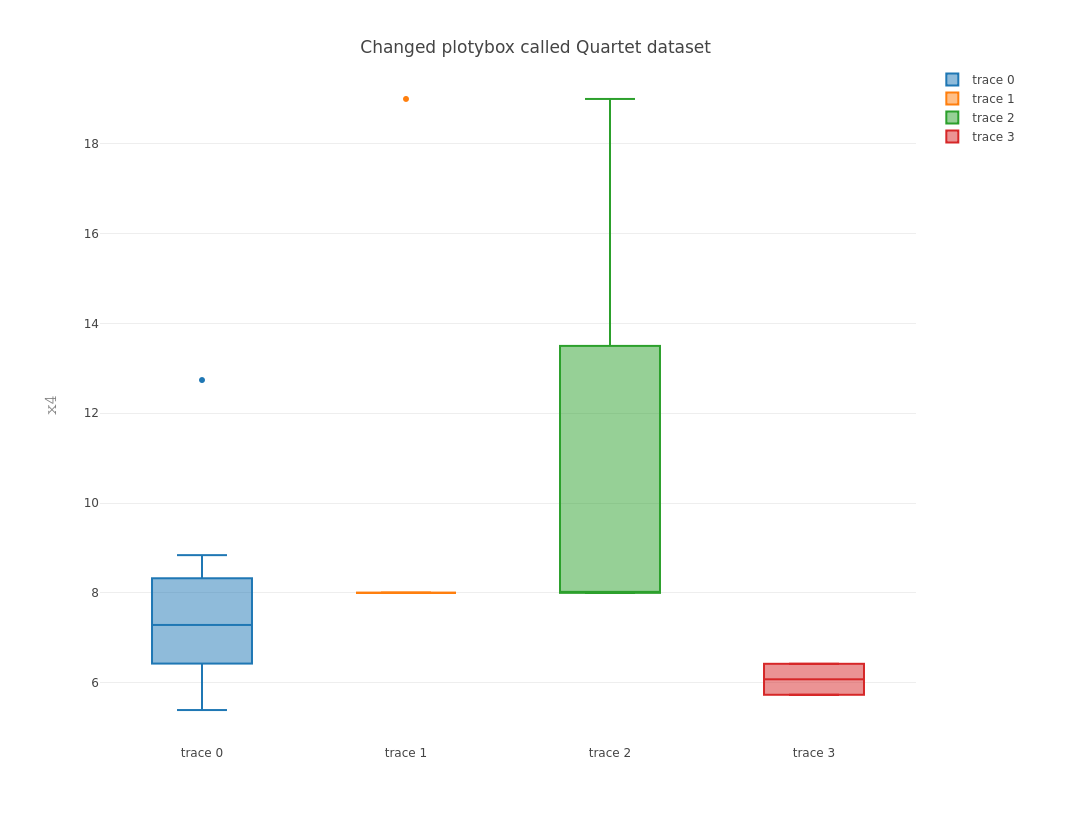 Changed plotybox called Quartet dataset
trace 0
trace 1
trace 2
trace 3
18
16
14
12
10
8
6
x4
trace 0
trace 1
trace 2
trace 3